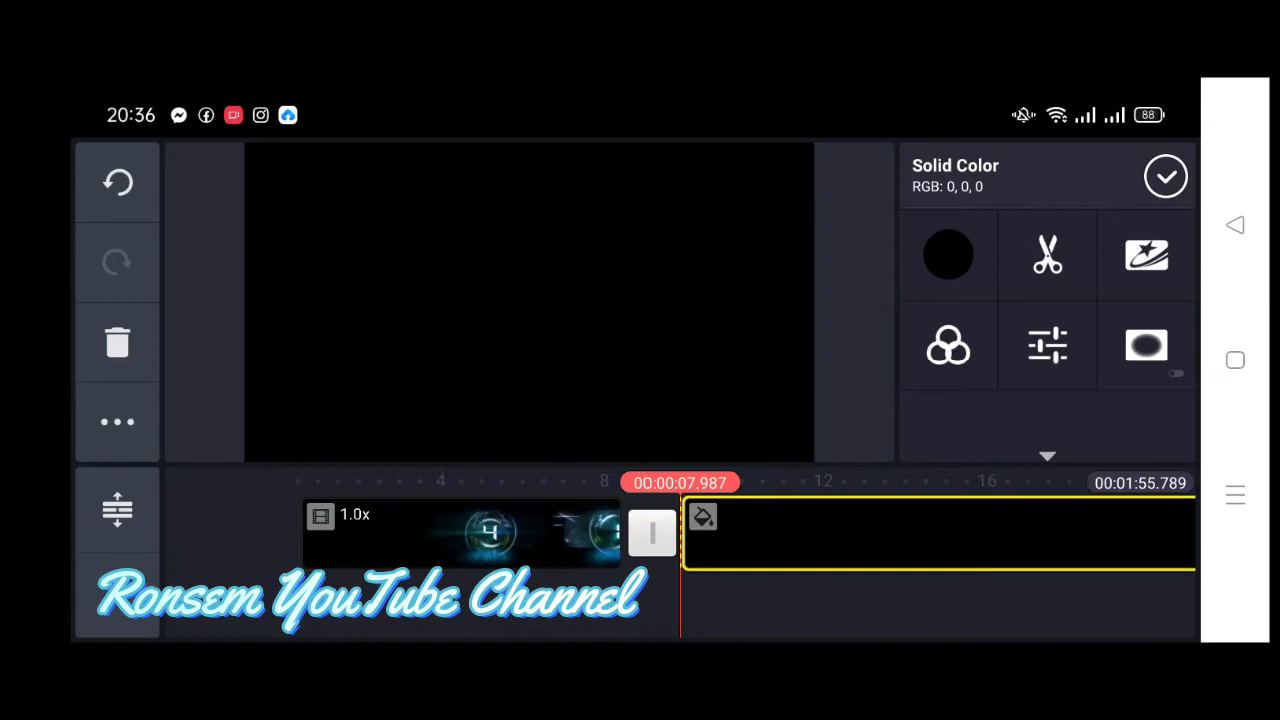 20:36
88
Solid Color
RGB: 0, 0, 0
4
8
00:00:07.987
12
16
00:01:55.789
1.0x
4
Ronsem YouTube Channel